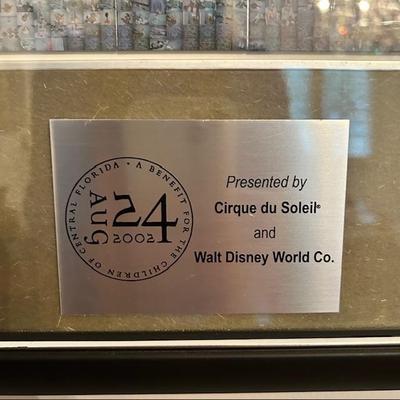 A BENEFIT FOR THE CHILDREN OF CENTRAL FLORIDA •
AUG
24
2002
Presented by
Cirque du Soleil®
and
Walt Disney World Co.